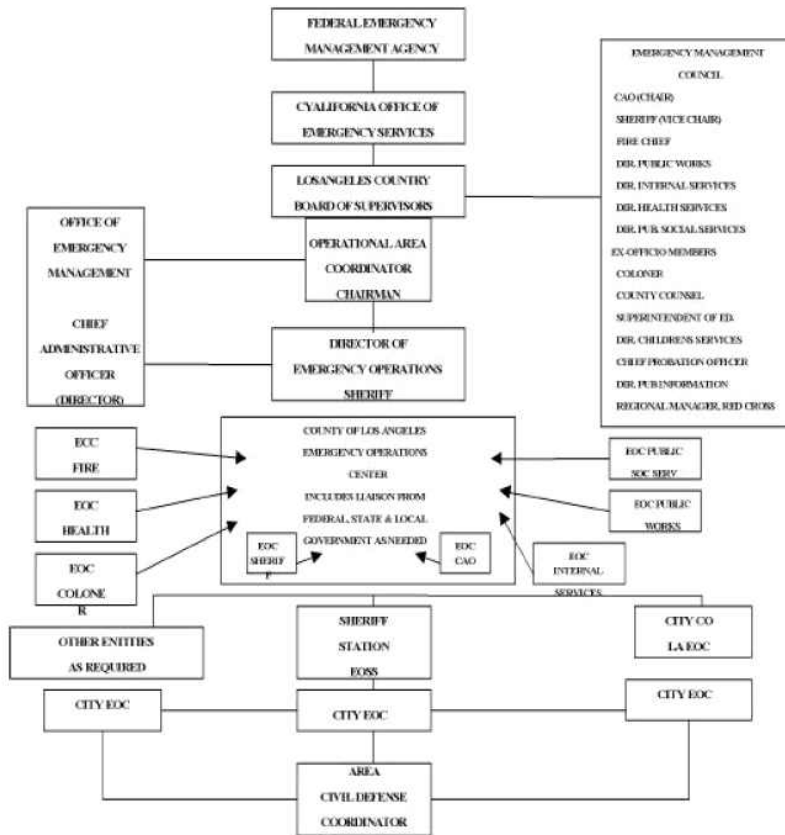 FEDERAL EMERGENCY
MANAGEMENT AGENCY
CYALIFORNIA OFFICE OF
EMERGENCY SERVICES
LOSANGELES COUNTRY
BOARD OF SUPERVISORS
EMERGENCY MANAGEMENT
COUNCIL
CAO (CHAIR)
SHERIFF (VICE CHAIR)
FIRE CHIEF
DIR. PUBLIC WORKS
DIR. INTERNAL SERVICES
DIR. HEALTH SERVICES
DIR. PUB. SOCIAL SERVICES
EX-OFFICIO MEMBERS
COLONER
COUNTY COUNSEL
SUPERINTENDENT OF ED.
DIR. CHILDRENS SERVICES
CHIEF PROBATION OFFICER
DIR. PUB INFORMATION
REGIONAL MANAGER, RED CROSS
OFFICE OF
EMERGENCY
MANAGEMENT
CHIEF
ADMINISTRATIVE
OFFICER
(DIRECTOR)
OPERATIONAL AREA
COORDINATOR
CHAIRMAN
DIRECTOR OF
EMERGENCY OPERATIONS
SHERIFF
ECC
FIRE
EOC
HEALTH
EOC
COLONE
R
COUNTY OF LOS ANGELES
EMERGENCY OPERATIONS
CENTER
INCLUDES LIAISON FROM
FEDERAL, STATE & LOCAL
GOVERNMENT AS NEEDED
EOC
SHERIF
F
EOC
CAO
EOC PUBLIC
SOC SERV
EOC PUBLIC
WORKS
EOC
INTERNAL
SERVICES
OTHER ENTITIES
AS REQUIRED
SHERIFF
STATION
EOSS
CITY CO
LA EOC
CITY EOC
CITY EOC
CITY EOC
AREA
CIVIL DEFENSE
COORDINATOR